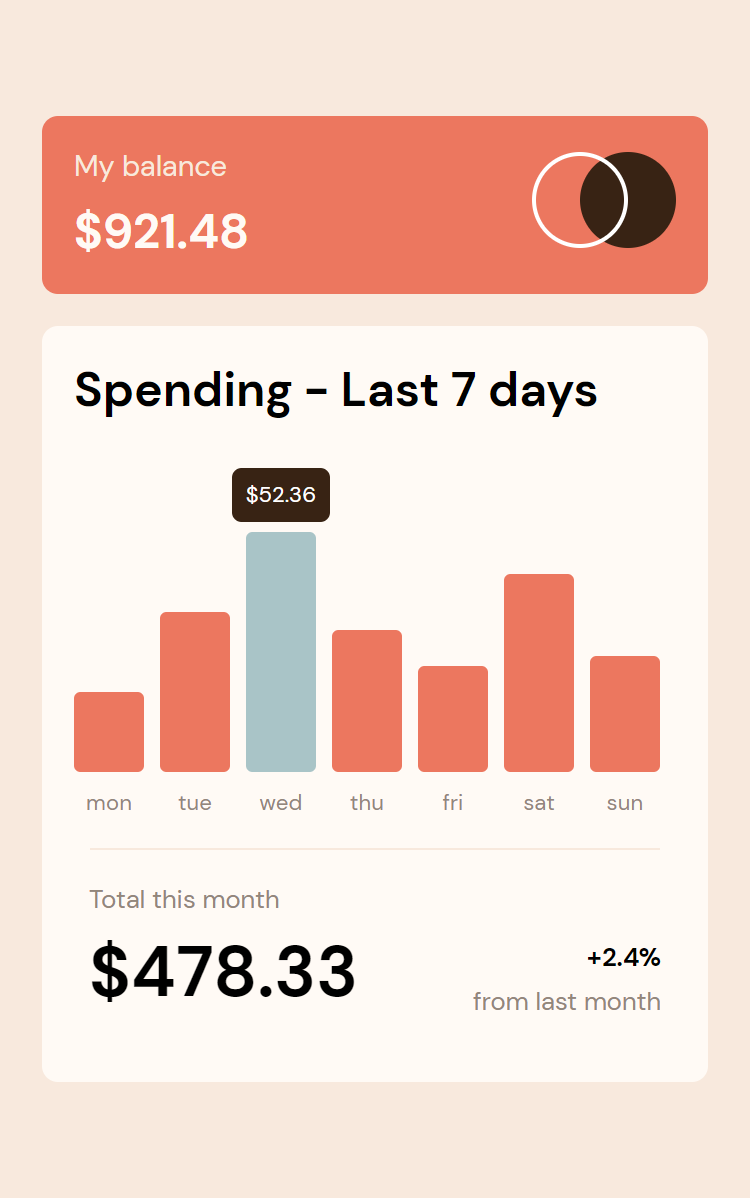 My balance
$921.48
Spending - Last 7 days
$52.36
mon tue wed thu fri sat sun
Total this month
$478.33
+2.4%
from last month